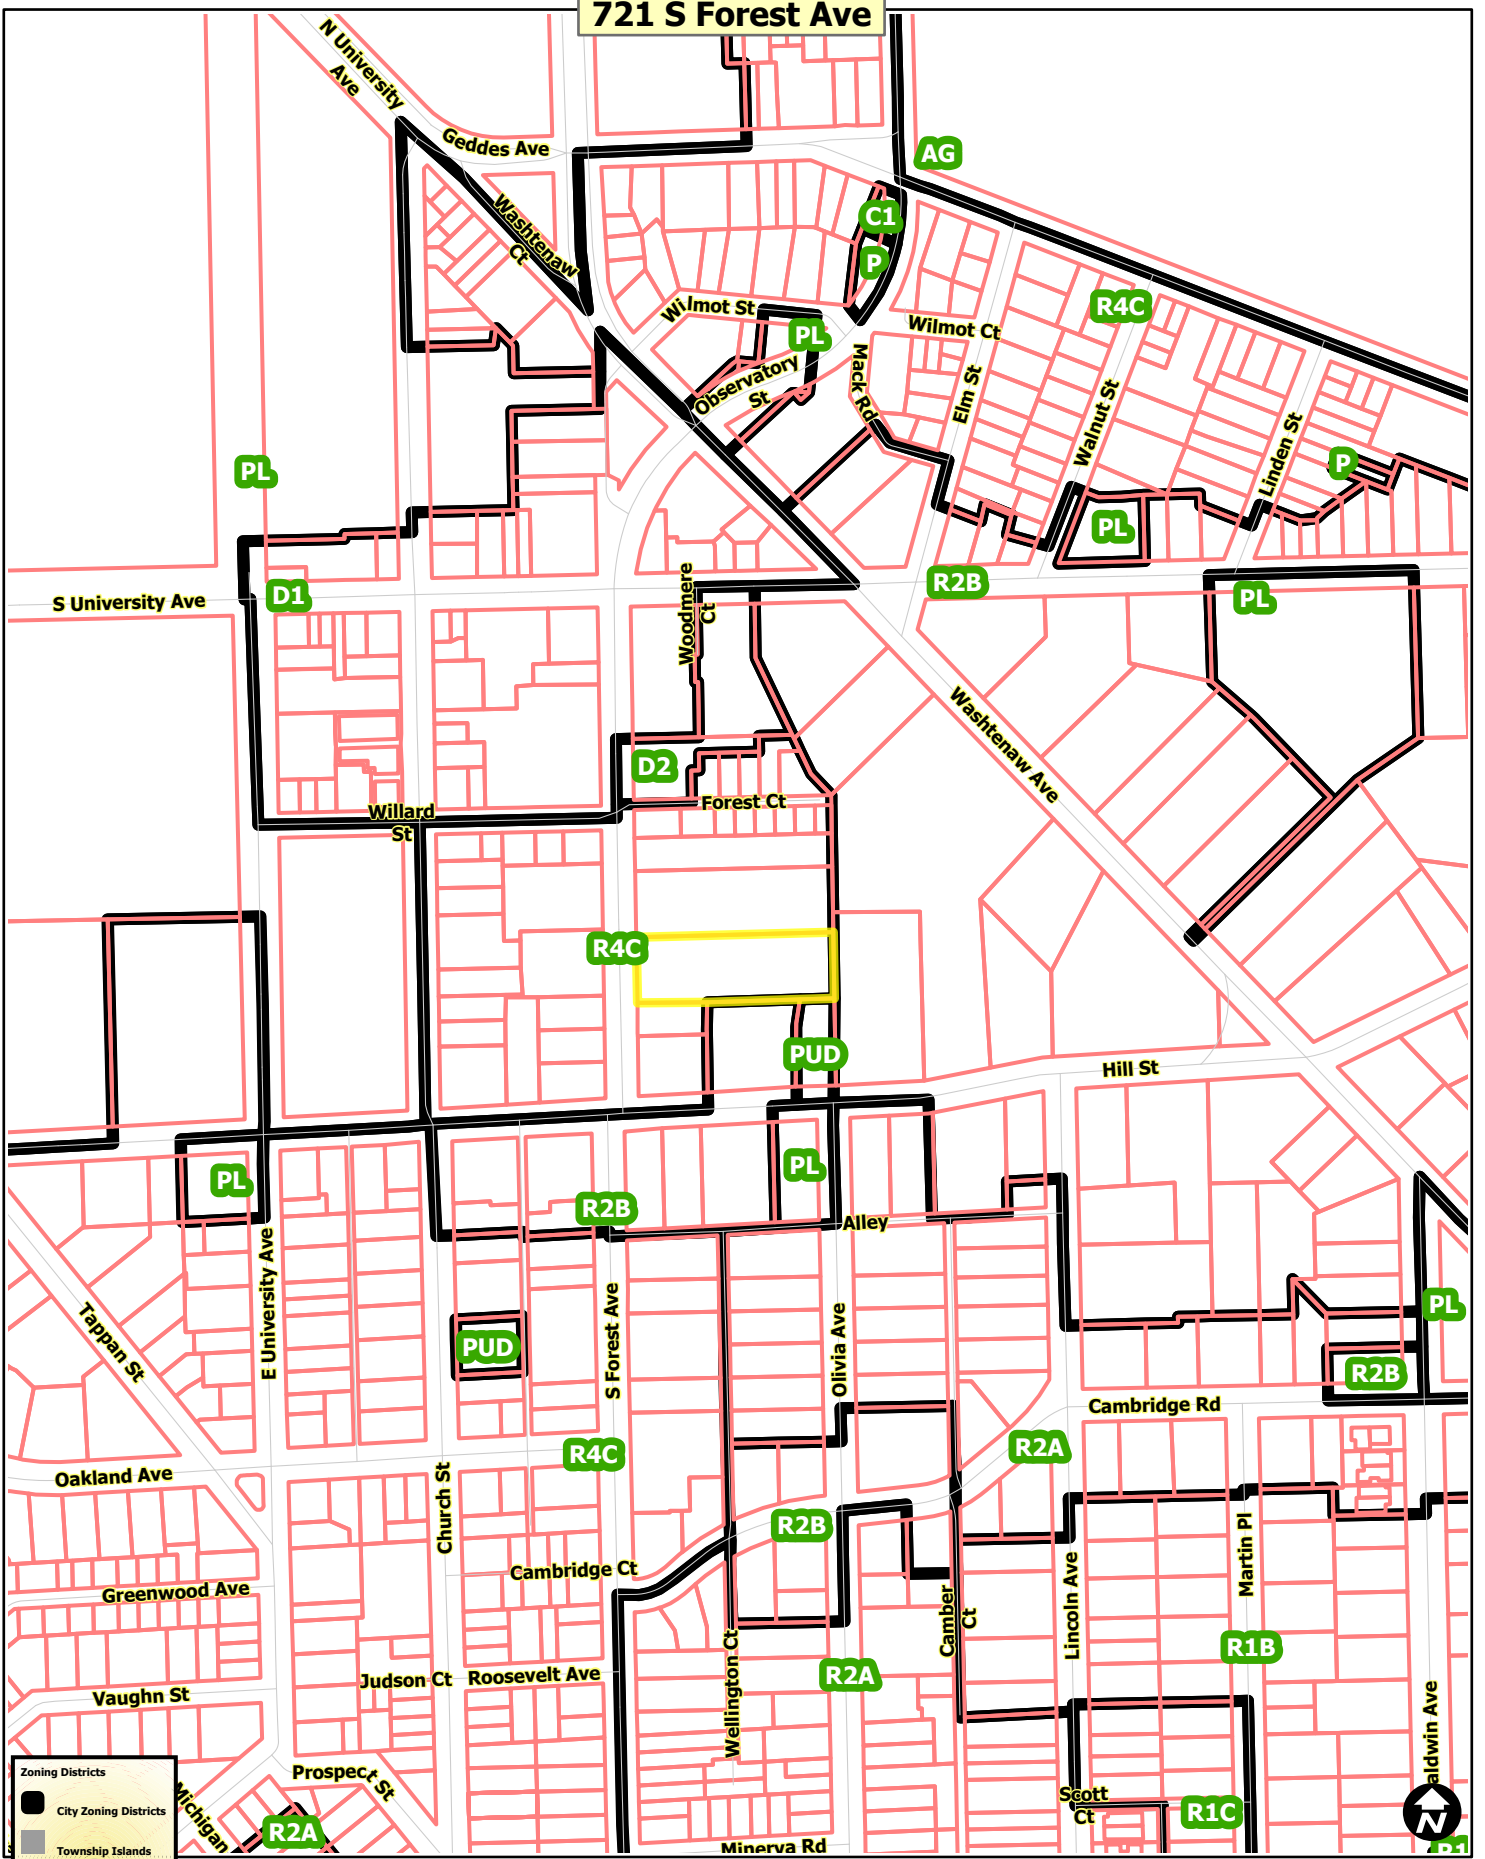 721 S Forest Ave
N University
Ave
Geddes Ave
AG
Washtenaw
Ct
C1
P
Wilmot St
PL
R4C
Wilmot Ct
Observatory
St
Mack Rd
Elm St
Walnut St
Linden St
P
PL
PL
D1
S University Ave
Woodmere
Ct
R2B
PL
Washtenaw Ave
D2
Forest Ct
Willard
St
R4C
PUD
Hill St
PL
PL
R2B
Alley
E University Ave
Tappan St
PUD
S Forest Ave
Olivia Ave
PL
R2B
Cambridge Rd
R2A
R4C
Oakland Ave
Church St
R2B
Martin Pl
Cambridge Ct
Greenwood Ave
Camber
Ct
Lincoln Ave
R1B
Judson Ct
Roosevelt Ave
R2A
Wellington Ct
Vaughn St
aldwin Ave
Prospect St
Michigan
R2A
Scott
Ct
R1C
N
Minerva Rd
Zoning Districts
City Zoning Districts
Township Islands